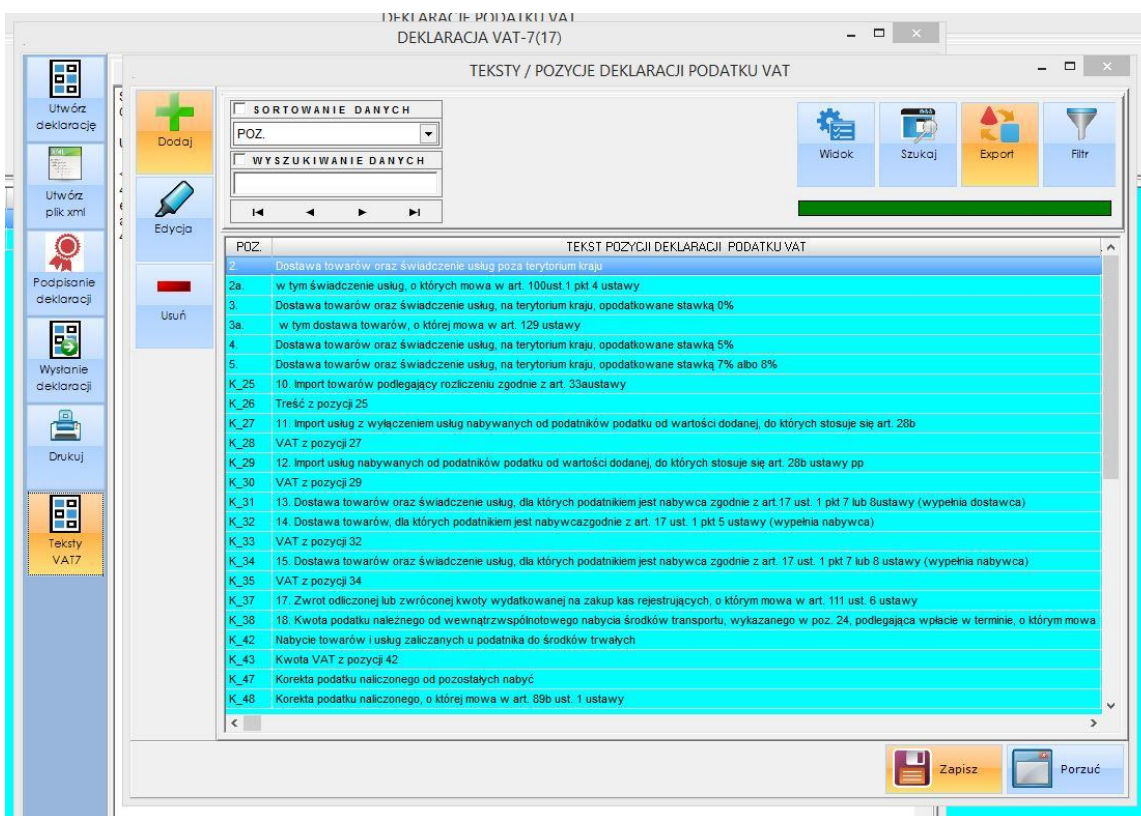 DEKLARACJE PODATKU VAT
DEKLARACJA VAT-7(17)
TEKSTY / POZYCJE DEKLARACJI PODATKU VAT
Utwórz
deklarację
Utwórz
plik xml
Podpisanie
deklaracji
Wysłanie
deklaracji
Drukuj
Teksty
VAT7
Dodaj
Edycja
Usuń
SORTOWANIE DANYCH
POZ.
WYSZUKIWANIE DANYCH
Widok
Szukaj
Export
Filtr
POZ. TEKST POZYCJI DEKLARACJI PODATKU VAT
2. Dostawa towarów oraz świadczenie usług poza terytorium kraju
2a. w tym świadczenie usług, o których mowa w art. 100ust.1 pkt 4 ustawy
3. Dostawa towarów oraz świadczenie usług, na terytorium kraju, opodatkowane stawką 0%
3a. w tym dostawa towarów, o której mowa w art. 129 ustawy
4. Dostawa towarów oraz świadczenie usług, na terytorium kraju, opodatkowane stawką 5%
5. Dostawa towarów oraz świadczenie usług, na terytorium kraju, opodatkowane stawką 7% albo 8%
K_25 10. Import towarów podlegający rozliczeniu zgodnie z art. 33austawy
K_26 Treść z pozycji 25
K_27 11. Import usług z wyłączeniem usług nabywanych od podatników podatku od wartości dodanej, do których stosuje się art. 28b
K_28 VAT z pozycji 27
K_29 12. Import usług nabywanych od podatników podatku od wartości dodanej, do których stosuje się art. 28b ustawy pp
K_30 VAT z pozycji 29
K_31 13. Dostawa towarów oraz świadczenie usług, dla których podatnikiem jest nabywca zgodnie z art.17 ust. 1 pkt 7 lub 8ustawy (wypełnia dostawca)
K_32 14. Dostawa towarów, dla których podatnikiem jest nabywcazgodnie z art. 17 ust. 1 pkt 5 ustawy (wypełnia nabywca)
K_33 VAT z pozycji 32
K_34 15. Dostawa towarów oraz świadczenie usług, dla których podatnikiem jest nabywca zgodnie z art. 17 ust. 1 pkt 7 lub 8 ustawy (wypełnia nabywca)
K_35 VAT z pozycji 34
K_37 17. Zwrot odliczonej lub zwróconej kwoty wydatkowanej na zakup kas rejestrujących, o którym mowa w art. 111 ust. 6 ustawy
K_38 18. Kwota podatku należnego od wewnątrzwspólnotowego nabycia środków transportu, wykazanego w poz. 24, podlegająca wpłacie w terminie, o którym mowa
K_42 Nabycie towarów i usług zaliczanych u podatnika do środków trwałych
K_43 Kwota VAT z pozycji 42
K_47 Korekta podatku naliczonego od pozostałych nabyć
K_48 Korekta podatku naliczonego, o której mowa w art. 89b ust. 1 ustawy
Zapisz
Porzuć